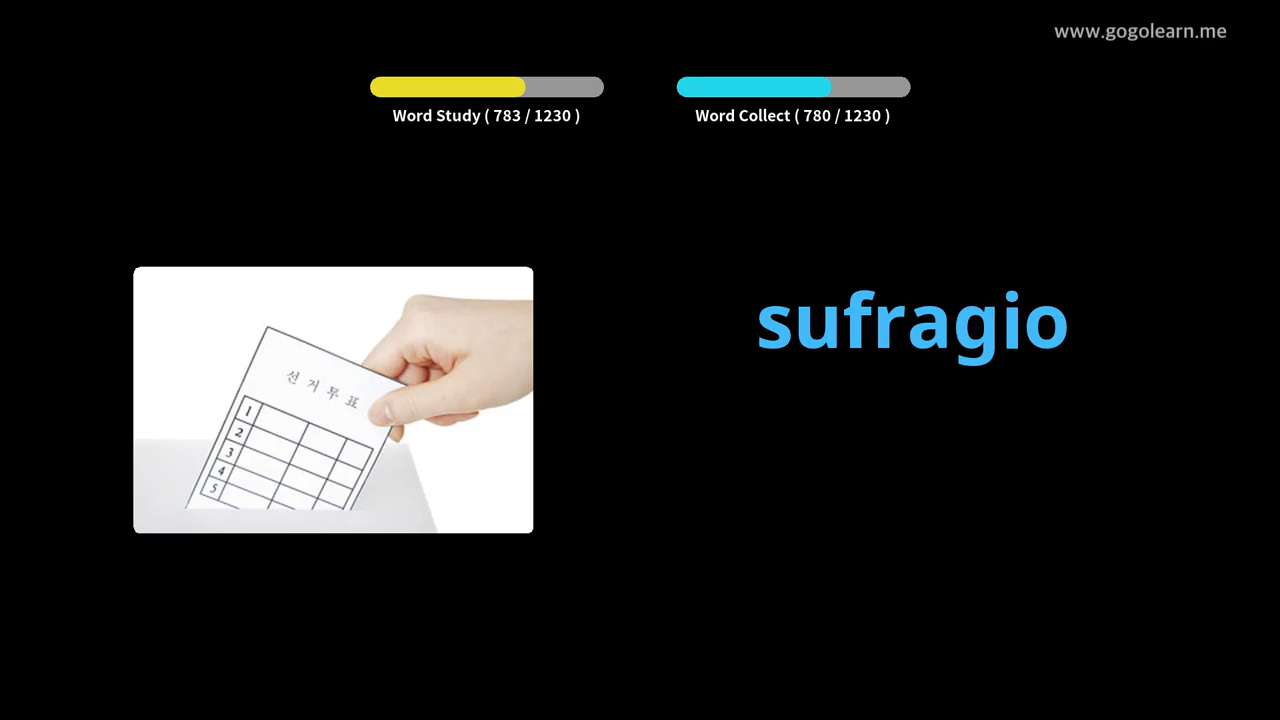 www.gogolearn.me
Word Study ( 783 / 1230 )
Word Collect ( 780 / 1230 )
sufragio
선거투표
1
2
3
4
5